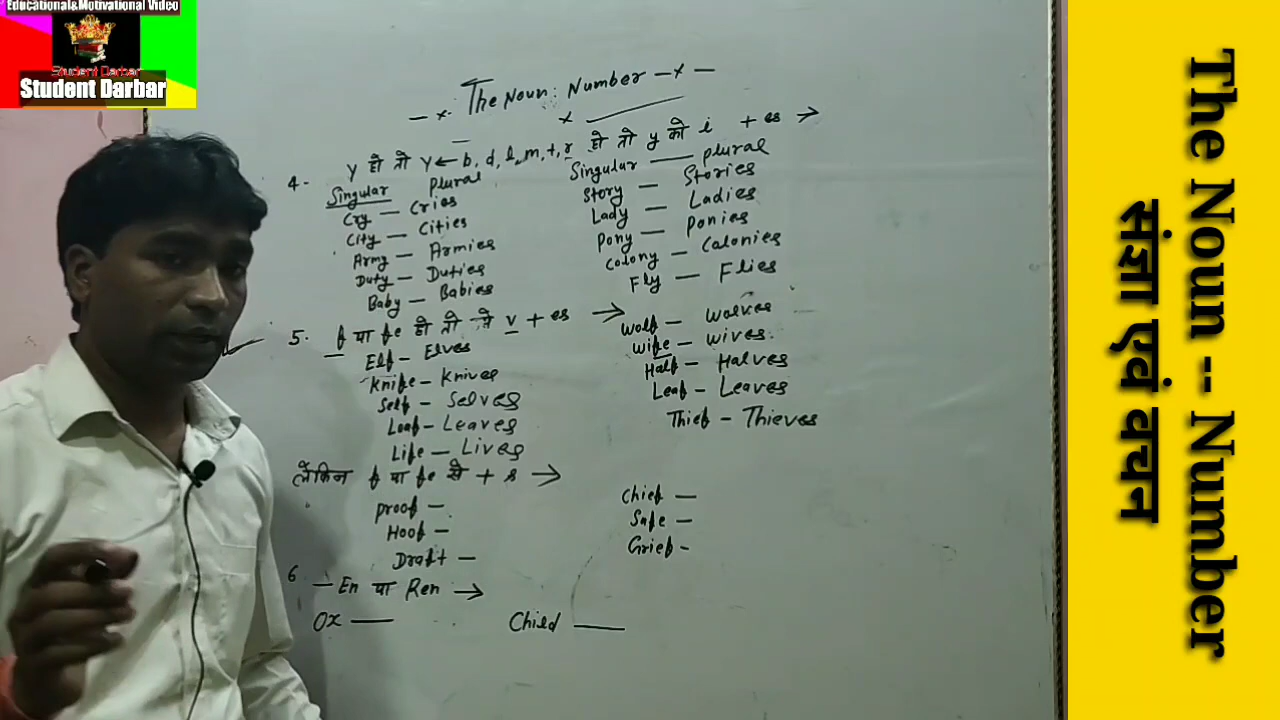 Educational&Motivational Video
Student Darbar
Student Darbar
The Noun : Number
4. y हो तो y ← b, d, l, m, t, r हो तो y को i + es →
Singular Plural
Cry — Cries
City — Cities
Army — Armies
Duty — Duties
Baby — Babies
Singular — plural
Story — Stories
Lady — Ladies
Pony — Ponies
Colony — Calonies
Fly — Flies
5. f या fe हो तो v + es →
Elf — Elves
Knife — Knives
Self — Selves
Leaves
Life — Lives
Wolf — Wolves
Wife — Wives
Half — Halves
Leaf — Leaves
Thief — Thieves
लेकिन f या fe से + s →
Proof —
Hoof —
Draft —
Chief —
Safe —
Grief -
6 — En या Ren →
Ox —
Child —
The Noun -- Number
संज्ञा एवं वचन